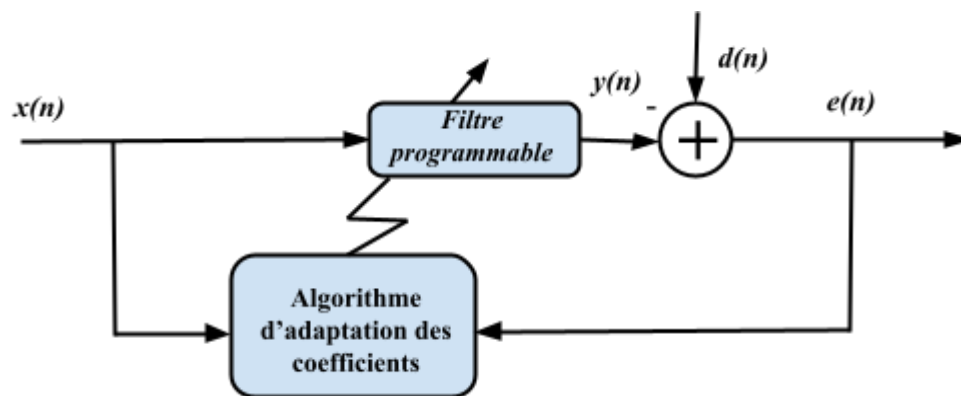 d(n)
y(n)
e(n)
x(n)
-
Filtre
programmable
+
Algorithme
d'adaptation des
coefficients